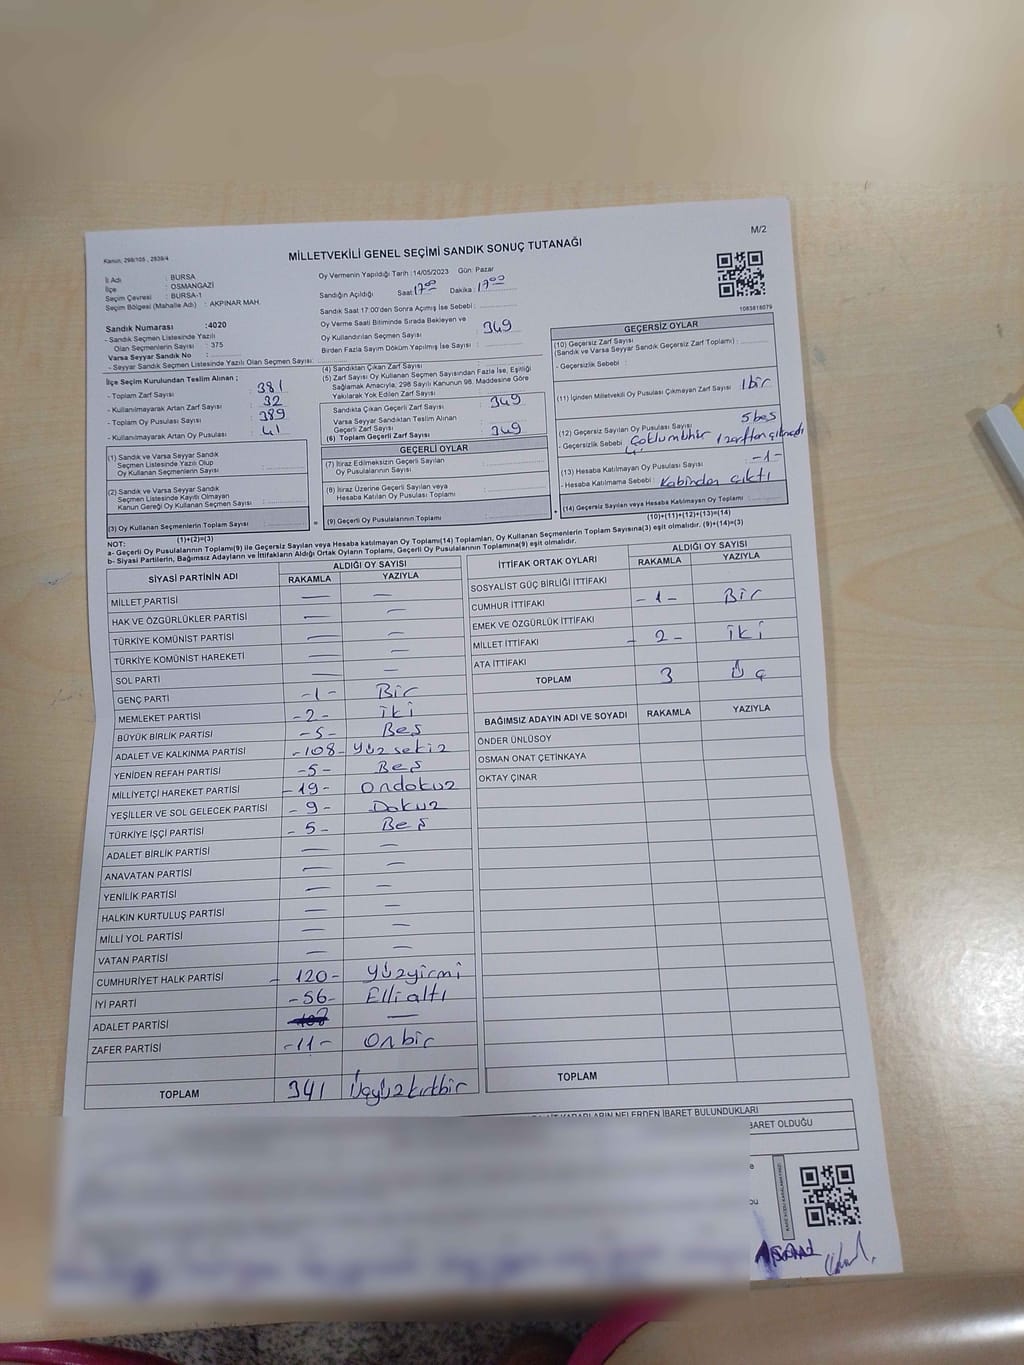 M/2
Kanun; 298/105 , 2839/4
MİLLETVEKİLİ GENEL SEÇİMİ SANDIK SONUÇ TUTANAĞI
İl Adı : BURSA
İlçe : OSMANGAZİ
Seçim Çevresi : BURSA-1
Seçim Bölgesi (Mahalle Adı) : AKPINAR MAH.
Sandık Numarası :4020
- Sandık Seçmen Listesinde Yazılı
Olan Seçmenlerin Sayısı : 375
Varsa Seyyar Sandık No :
- Seyyar Sandık Seçmen Listesinde Yazılı Olan Seçmen Sayısı:
Oy Vermenin Yapıldığı Tarih :14/05/2023 Gün: Pazar
Sandığın Açıldığı Saat:17°° Dakika:17°°
Sandık Saat 17:00'den Sonra Açılmış İse Sebebi :
Oy Verme Saati Bitiminde Sırada Bekleyen ve
Oy Kullandırılan Seçmen Sayısı : 349
Birden Fazla Sayım Döküm Yapılmış İse Sayısı :
1083818079
İlçe Seçim Kurulundan Teslim Alınan ;
- Toplam Zarf Sayısı : 381
- Kullanılmayarak Artan Zarf Sayısı : 32
- Toplam Oy Pusulası Sayısı : 389
- Kullanılmayarak Artan Oy Pusulası : 41
(1) Sandık ve Varsa Seyyar Sandık
Seçmen Listesinde Yazılı Olup
Oy Kullanan Seçmenlerin Sayısı :
(2) Sandık ve Varsa Seyyar Sandık
Seçmen Listesinde Kayıtlı Olmayan
Kanun Gereği Oy Kullanan Seçmen Sayısı :
(3) Oy Kullanan Seçmenlerin Toplam Sayısı :
(1)+(2)=(3)
(4) Sandıktan Çıkan Zarf Sayısı :
(5) Zarf Sayısı Oy Kullanan Seçmen Sayısından Fazla İse, Eşitliği
Sağlamak Amacıyla, 298 Sayılı Kanunun 98. Maddesine Göre
Yakılarak Yok Edilen Zarf Sayısı :
Sandıkta Çıkan Geçerli Zarf Sayısı : 349
Varsa Seyyar Sandıktan Teslim Alınan
Geçerli Zarf Sayısı :
(6) Toplam Geçerli Zarf Sayısı : 349
GEÇERLİ OYLAR
(7) İtiraz Edilmeksizin Geçerli Sayılan
Oy Pusulalarının Sayısı :
(8) İtiraz Üzerine Geçerli Sayılan veya
Hesaba Katılan Oy Pusulası Toplamı :
= (9) Geçerli Oy Pusulalarının Toplamı :
GEÇERSİZ OYLAR
(10) Geçersiz Zarf Sayısı
(Sandık ve Varsa Seyyar Sandık Geçersiz Zarf Toplamı) :
- Geçersizlik Sebebi :
(11) İçinden Milletvekili Oy Pusulası Çıkmayan Zarf Sayısı : 1 bir
(12) Geçersiz Sayılan Oy Pusulası Sayısı : 5 beş
- Geçersizlik Sebebi :
(13) Hesaba Katılmayan Oy Pusulası Sayısı : -1-
- Hesaba Katılmama Sebebi : Kabinden çıktı
+ (14) Geçersiz Sayılan veya Hesaba Katılmayan Oy Toplamı :
(10)+(11)+(12)+(13)=(14)
NOT:
a- Geçerli Oy Pusulalarının Toplamı(9) ile Geçersiz Sayılan veya Hesaba katılmayan Oy Toplamı(14) Toplamları, Oy Kullanan Seçmenlerin Toplam Sayısına(3) eşit olmalıdır. (9)+(14)=(3)
b- Siyasi Partilerin, Bağımsız Adayların ve İttifakların Aldığı Ortak Oyların Toplamı, Geçerli Oy Pusulalarının Toplamına(9) eşit olmalıdır.
SİYASİ PARTİNİN ADI ALDIĞI OY SAYISI
RAKAMLA YAZIYLA
MİLLET PARTİSİ — —
HAK VE ÖZGÜRLÜKLER PARTİSİ — —
TÜRKİYE KOMÜNİST PARTİSİ — —
TÜRKİYE KOMÜNİST HAREKETİ — —
SOL PARTİ — —
GENÇ PARTİ -1- Bir
MEMLEKET PARTİSİ -2- iki
BÜYÜK BİRLİK PARTİSİ -5- Beş
ADALET VE KALKINMA PARTİSİ -108- Yüz sekiz
YENİDEN REFAH PARTİSİ -5- Beş
MİLLİYETÇİ HAREKET PARTİSİ -19- Ondokuz
YEŞİLLER VE SOL GELECEK PARTİSİ -9- Dokuz
TÜRKİYE İŞÇİ PARTİSİ -5- Beş
ADALET BİRLİK PARTİSİ — —
ANAVATAN PARTİSİ — —
YENİLİK PARTİSİ — —
HALKIN KURTULUŞ PARTİSİ — —
MİLLİ YOL PARTİSİ — —
VATAN PARTİSİ — —
CUMHURİYET HALK PARTİSİ -120- Yüzyirmi
İYİ PARTİ -56- Elli altı
ADALET PARTİSİ —
ZAFER PARTİSİ -11- Onbir
TOPLAM 341 Üçyüzkırkbir
İTTİFAK ORTAK OYLARI ALDIĞI OY SAYISI
RAKAMLA YAZIYLA
SOSYALİST GÜÇ BİRLİĞİ İTTİFAKI
CUMHUR İTTİFAKI -1- Bir
EMEK VE ÖZGÜRLÜK İTTİFAKI
MİLLET İTTİFAKI - 2 - iki
ATA İTTİFAKI
TOPLAM 3 Üç
BAĞIMSIZ ADAYIN ADI VE SOYADI RAKAMLA YAZIYLA
ÖNDER ÜNLÜSOY
OSMAN ONAT ÇETİNKAYA
OKTAY ÇINAR
TOPLAM
KARARLARIN NELERDEN İBARET BULUNDUKLARI
BARET OLDUĞU